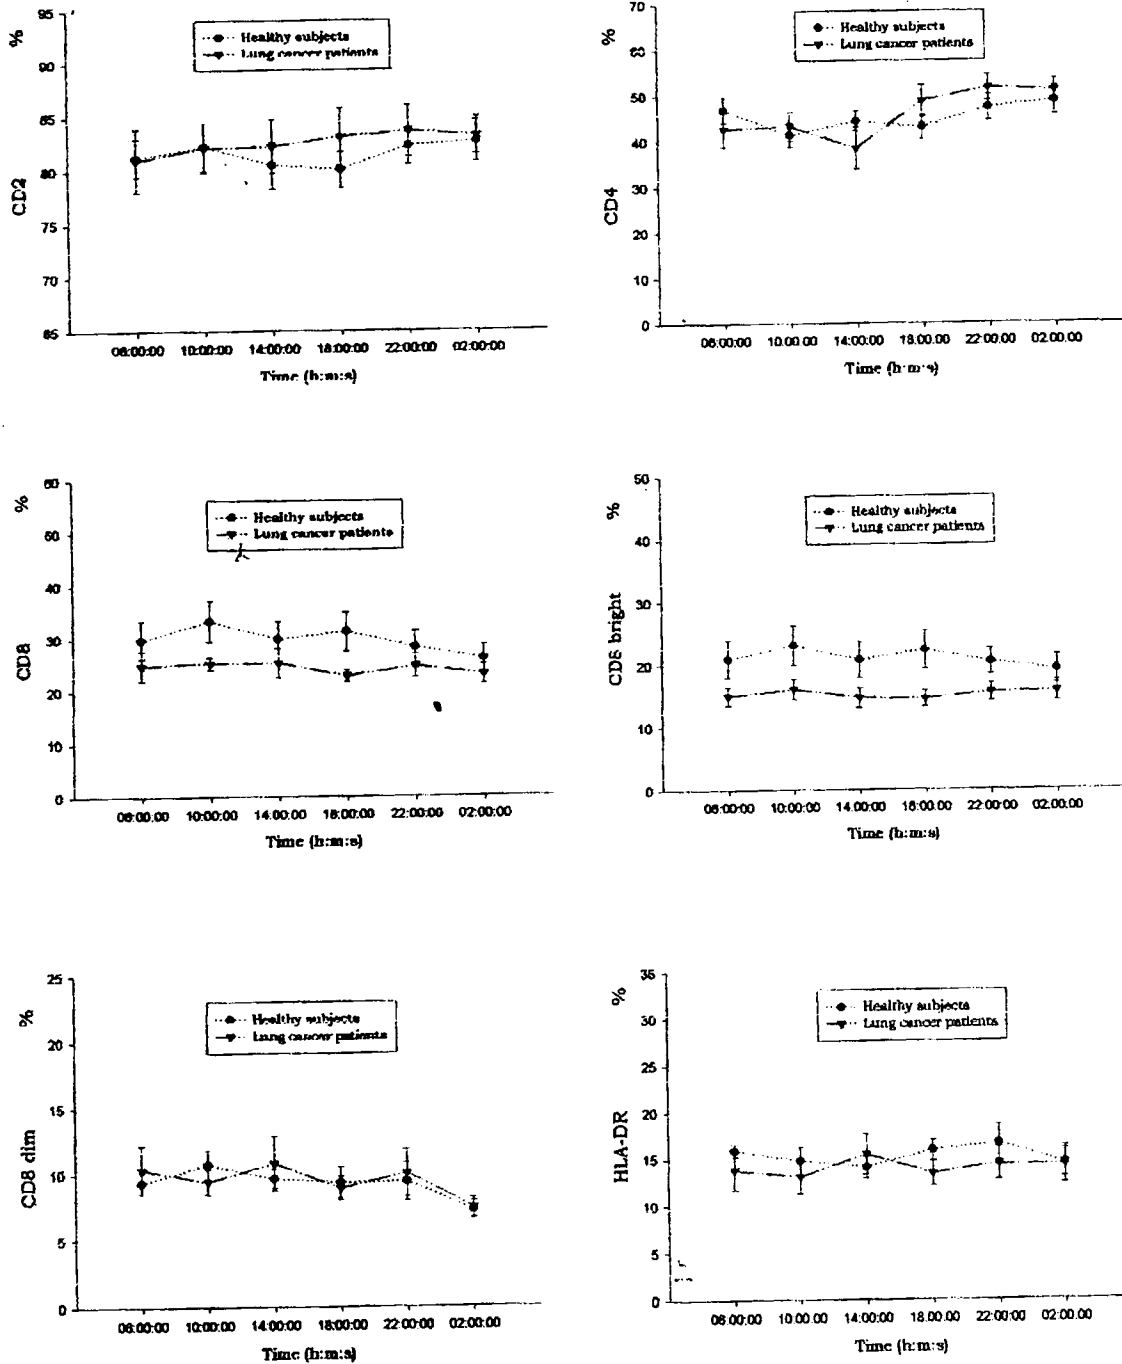 %
CD2
95
90
85
80
75
70
65
Healthy subjects
Lung cancer patients
06:00:00 10:00:00 14:00:00 18:00:00 22:00:00 02:00:00
Time (h:m:s)
%
CD4
70
60
50
40
30
20
10
0
Healthy subjects
Lung cancer patients
06:00:00 10:00:00 14:00:00 18:00:00 22:00:00 02:00:00
Time (h:m:s)
%
CD8
60
50
40
30
20
10
0
Healthy subjects
Lung cancer patients
06:00:00 10:00:00 14:00:00 18:00:00 22:00:00 02:00:00
Time (h:m:s)
%
CD8 bright
50
40
30
20
10
0
Healthy subjects
Lung cancer patients
06:00:00 10:00:00 14:00:00 18:00:00 22:00:00 02:00:00
Time (h:m:s)
%
CD8 dim
25
20
15
10
5
0
Healthy subjects
Lung cancer patients
06:00:00 10:00:00 14:00:00 18:00:00 22:00:00 02:00:00
Time (h:m:s)
%
HLA-DR
35
30
25
20
15
10
5
0
Healthy subjects
Lung cancer patients
06:00:00 10:00:00 14:00:00 18:00:00 22:00:00 02:00:00
Time (h:m:s)